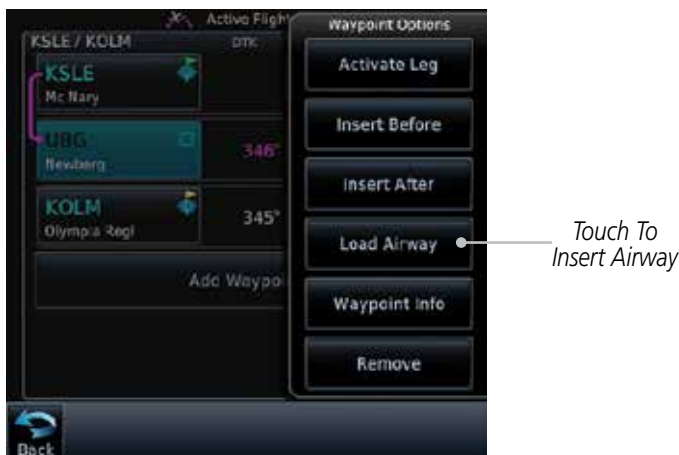 Active Fligh
KSLE / KOLM
DTK
KSLE
Mc Nary
UBG
Newberg
346°
KOLM
Olympia Regl
345°
Add Waypo
Back
Waypoint Options
Activate Leg
Insert Before
Insert After
Load Airway
Waypoint Info
Remove
Touch To
Insert Airway